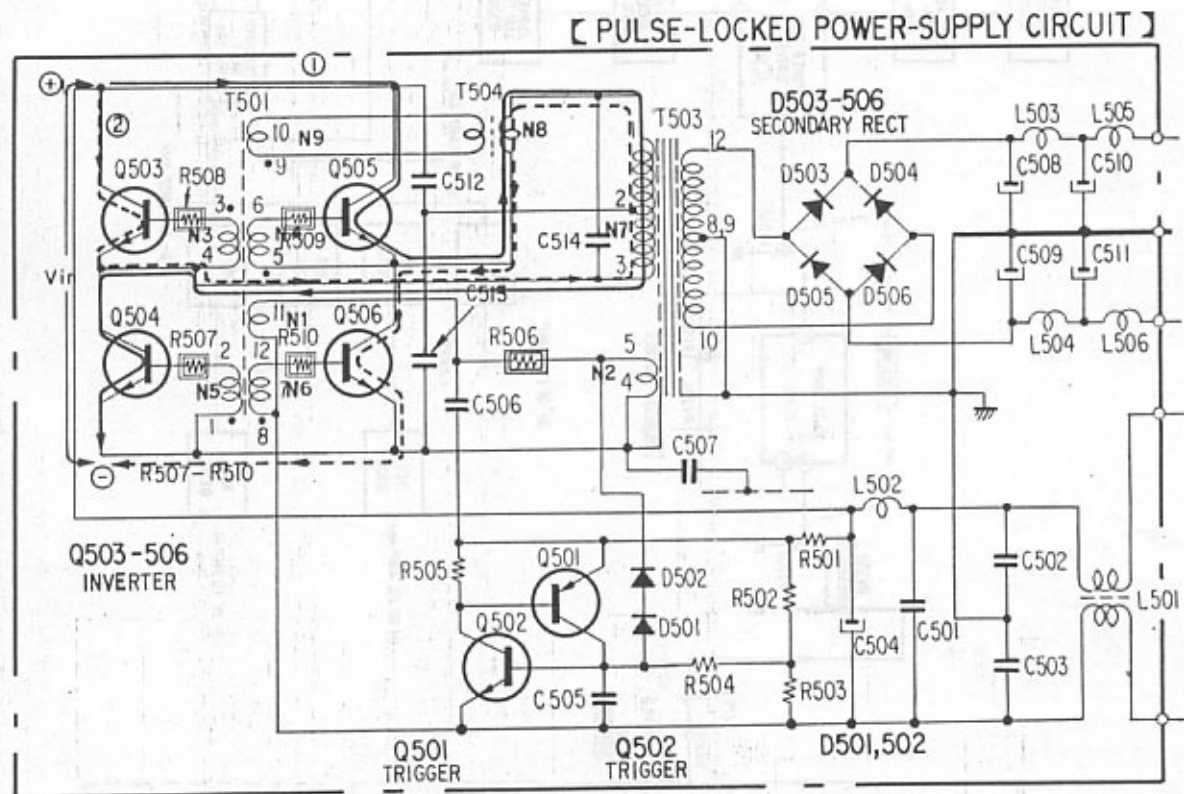 [ PULSE-LOCKED POWER-SUPPLY CIRCUIT ]
+ ①
T501 T504 D503-506
SECONDARY RECT
L503 L505
②
10 N9 N8 T503 12
9
C508 C510
Q503 Q505 D503 D504
R508 C512
3 6 2 8,9
N3 R509 C514 N7
4 5 3
C509 C511
Vin C513 D505 D506
11 N1
Q504 R507 R510 Q506 R506 5 10 L504 L506
2 12 N2 4
N5 7 N6 C506
1 8 C507
− R507-R510
L502
Q503-506
INVERTER
R505 Q501 D502 R501 C502
R502 L501
Q502 D501 C504 C501
C505 R504 R503 C503
Q501
TRIGGER
Q502
TRIGGER
D501,502